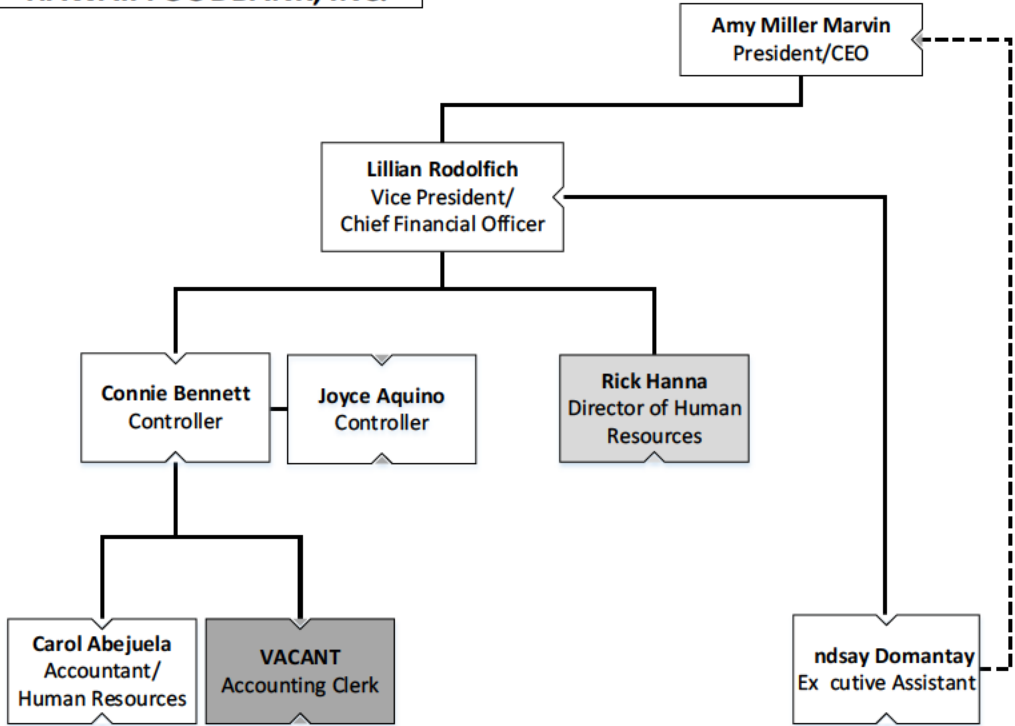 Amy Miller Marvin
President/CEO
Lillian Rodolfich
Vice President/
Chief Financial Officer
Connie Bennett
Controller
Joyce Aquino
Controller
Rick Hanna
Director of Human
Resources
Carol Abejuela
Accountant/
Human Resources
VACANT
Accounting Clerk
ndsay Domantay
Ex cutive Assistant